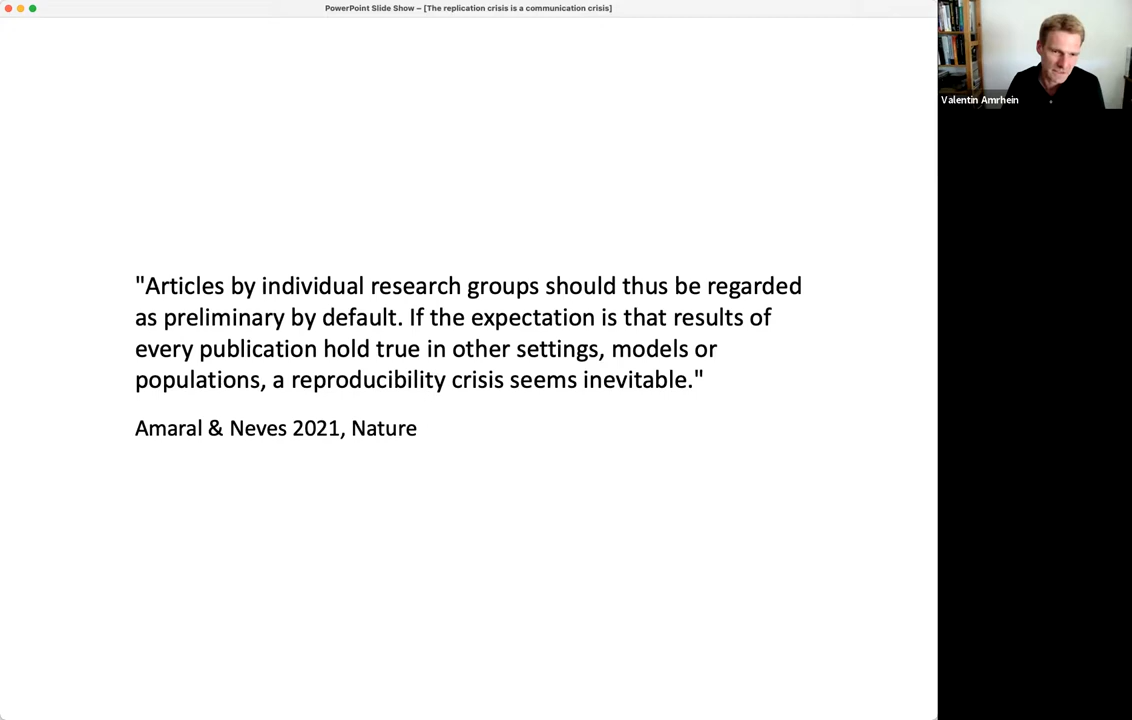 PowerPoint Slide Show – [The replication crisis is a communication crisis]
"Articles by individual research groups should thus be regarded
as preliminary by default. If the expectation is that results of
every publication hold true in other settings, models or
populations, a reproducibility crisis seems inevitable."
Amaral & Neves 2021, Nature
Valentin Amrhein